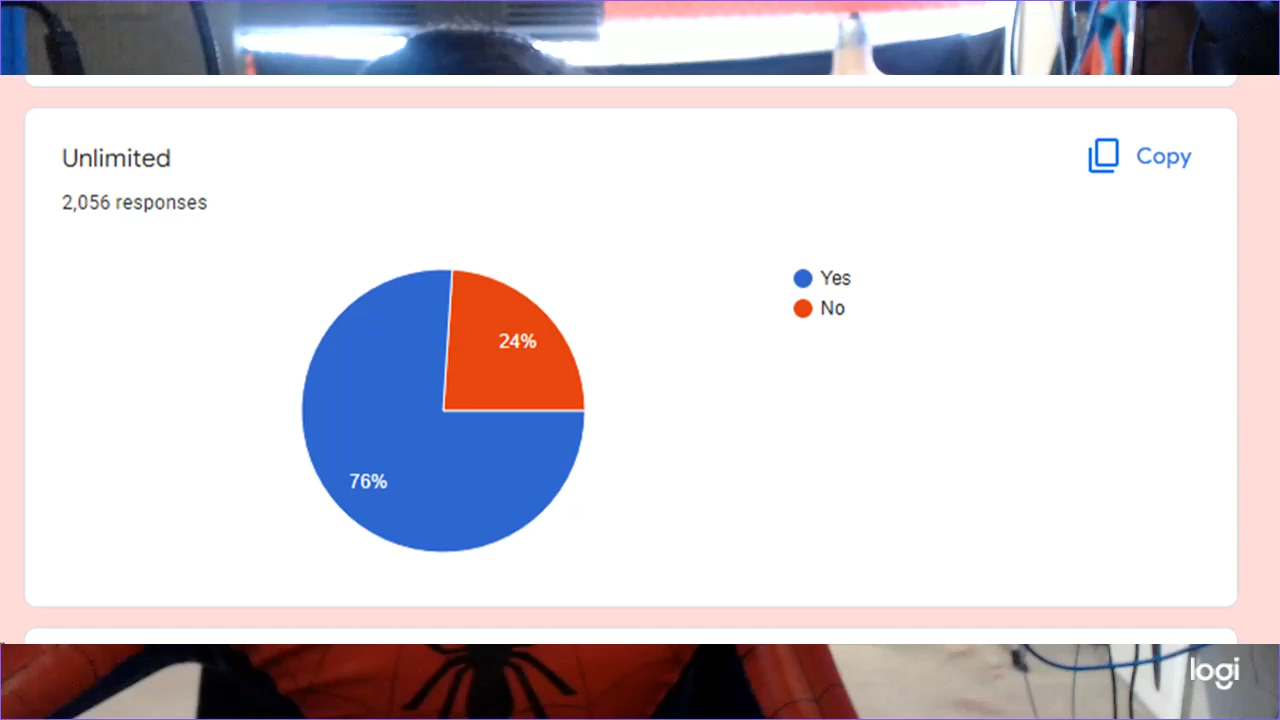 Unlimited
Copy
2,056 responses
Yes
No
24%
76%
logi